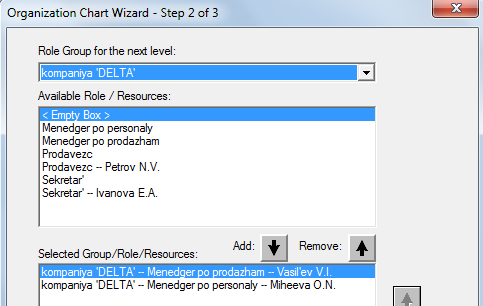 Organization Chart Wizard - Step 2 of 3
Role Group for the next level:
kompaniya 'DELTA'
Available Role / Resources:
< Empty Box >
Menedger po personaly
Menedger po prodazham
Prodavezc
Prodavezc -- Petrov N.V.
Sekretar'
Sekretar' -- Ivanova E.A.
Add: Remove:
Selected Group/Role/Resources:
kompaniya 'DELTA' -- Menedger po prodazham -- Vasil'ev V.I.
kompaniya 'DELTA' -- Menedger po personaly -- Miheeva O.N.